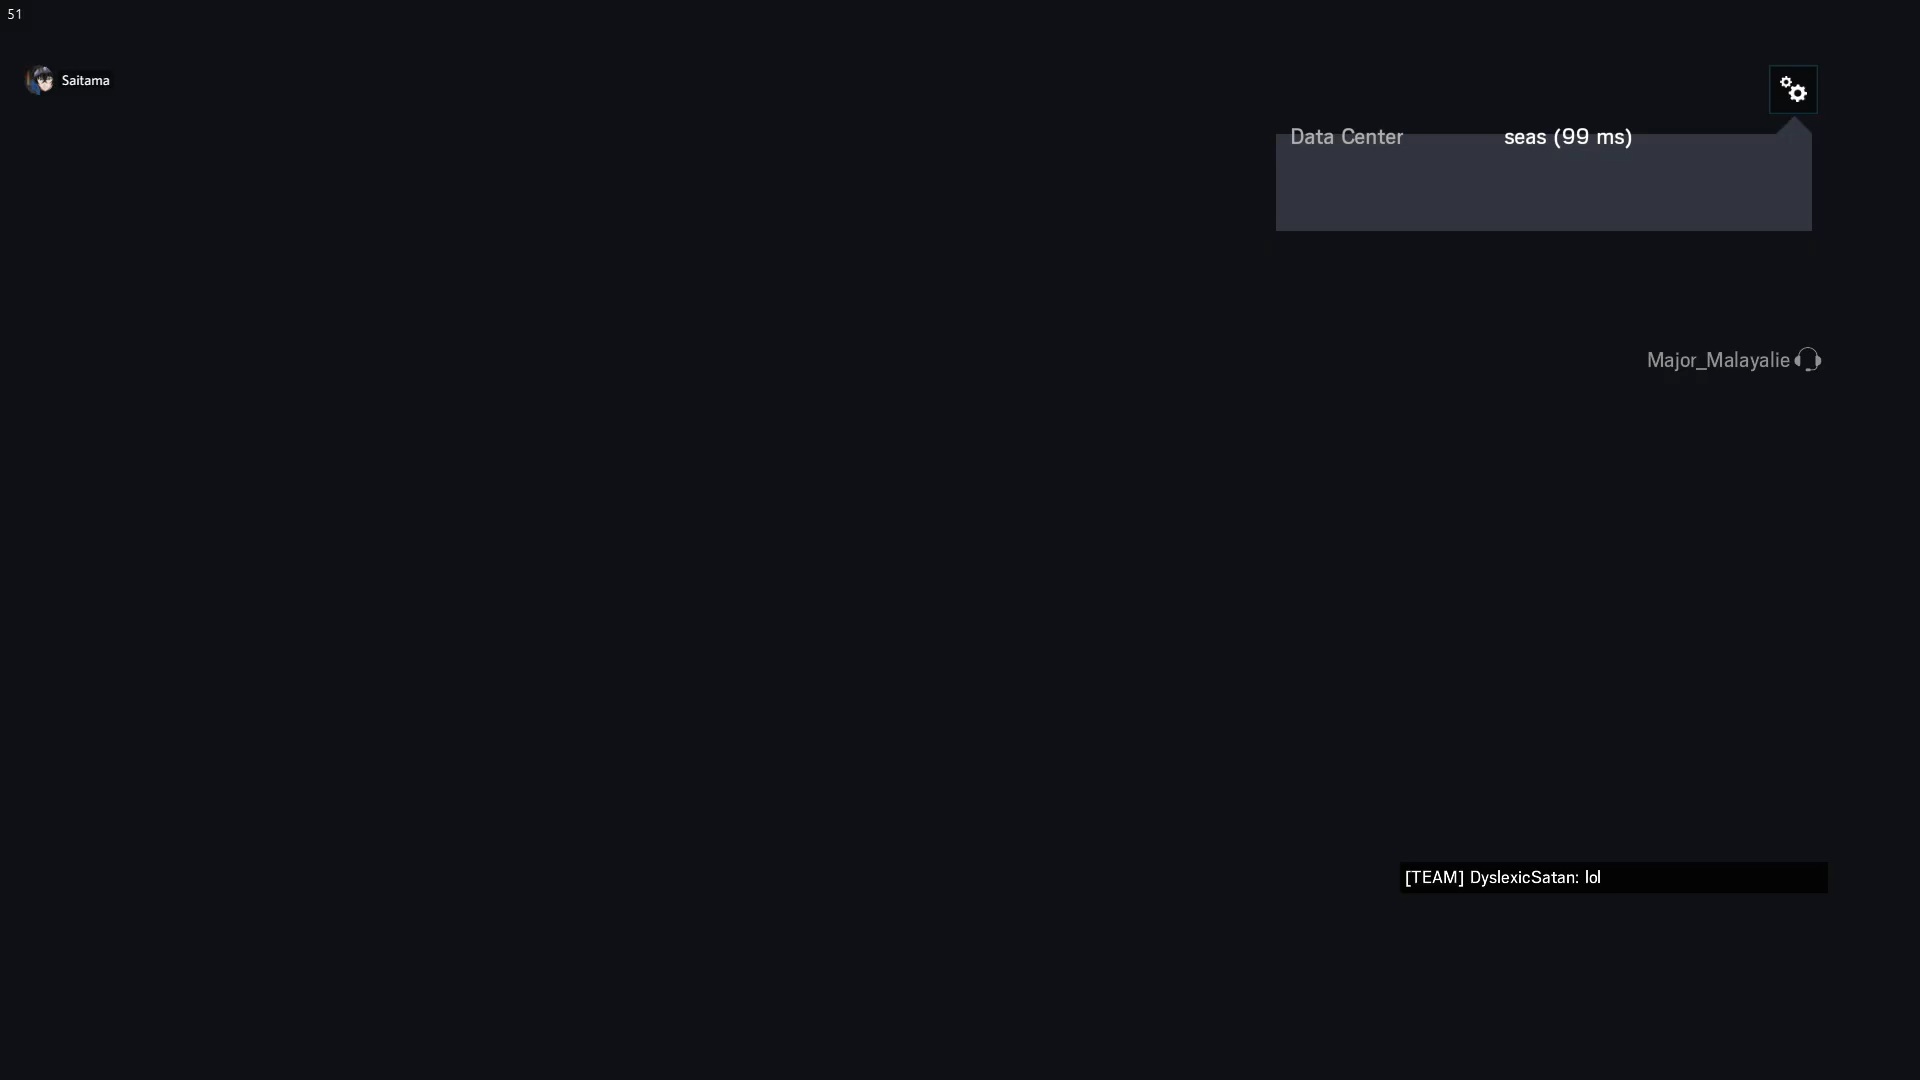 51
Saitama
Data Center seas (99 ms)
Major_Malayalie
[TEAM] DyslexicSatan: lol